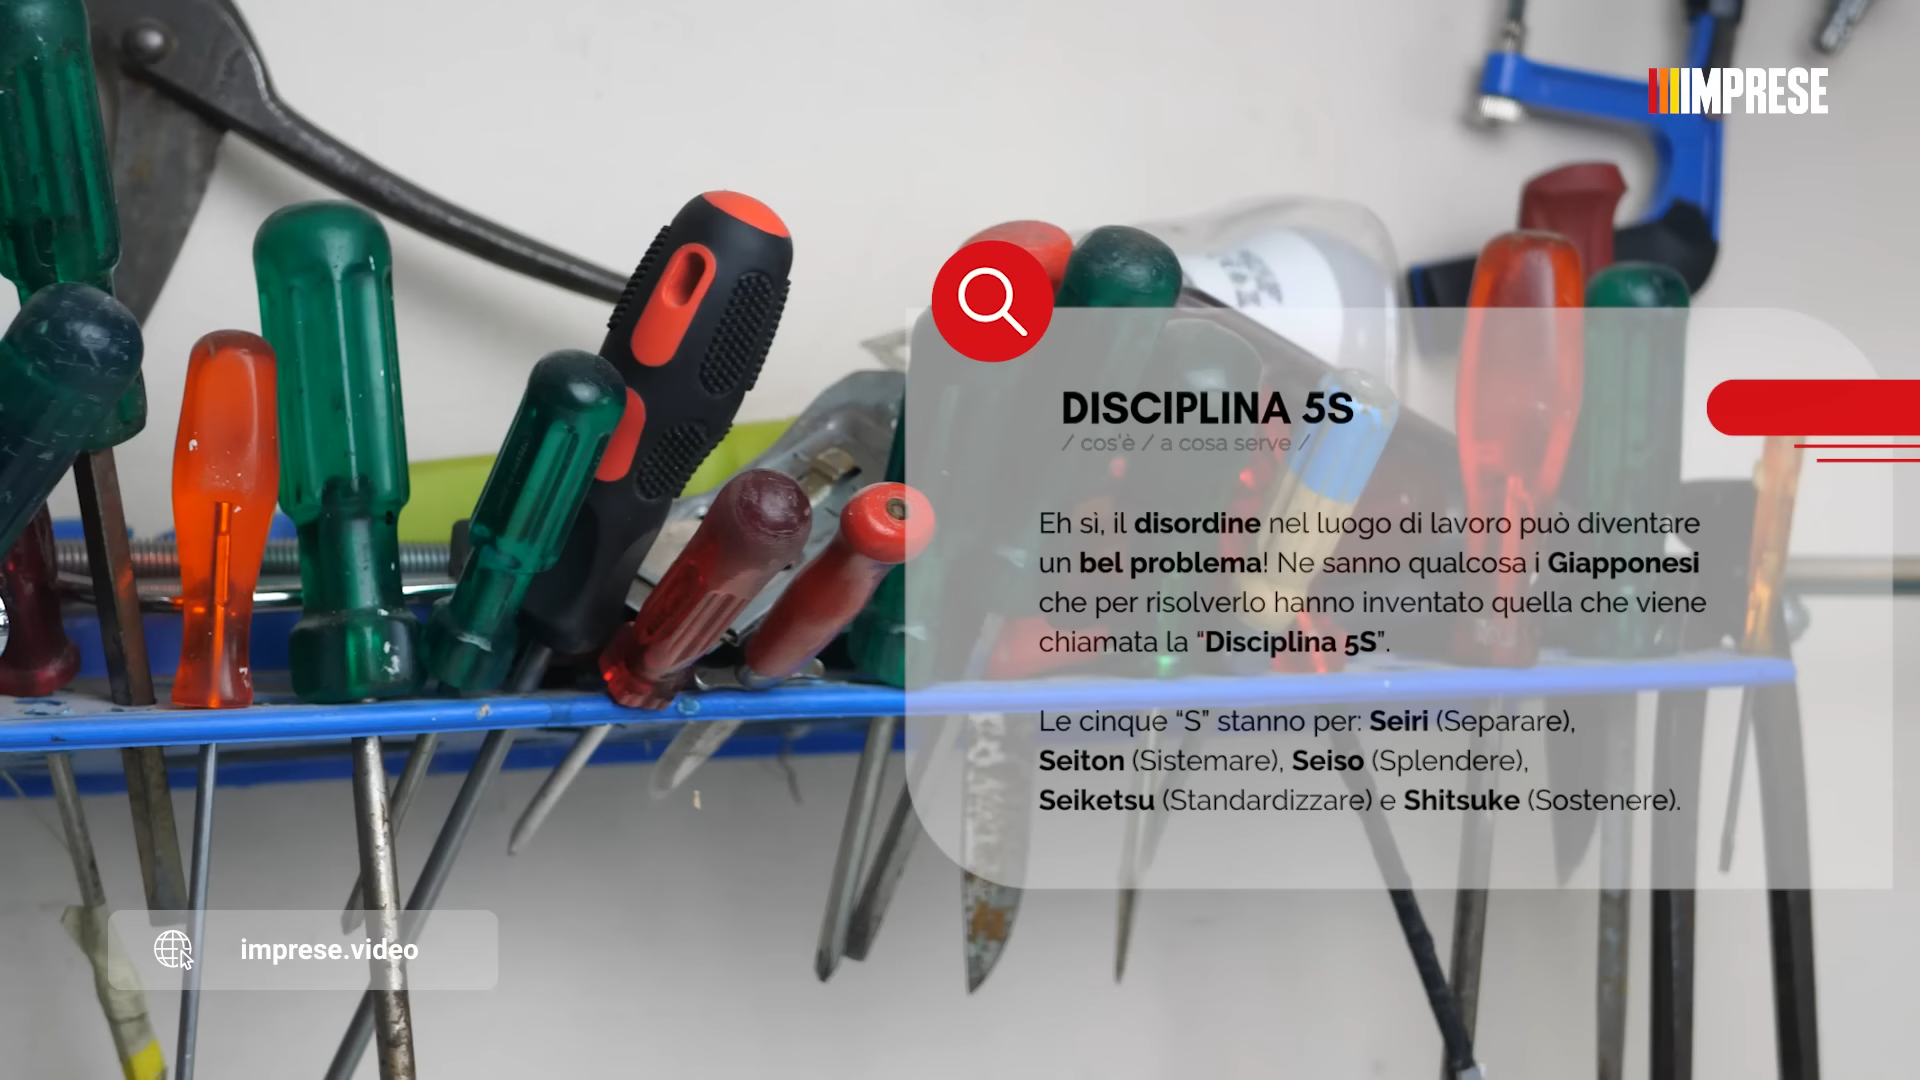 IMPRESE
DISCIPLINA 5S
/ cos'è / a cosa serve /
Eh sì, il disordine nel luogo di lavoro può diventare
un bel problema! Ne sanno qualcosa i Giapponesi
che per risolverlo hanno inventato quella che viene
chiamata la “Disciplina 5S”.
Le cinque “S” stanno per: Seiri (Separare),
Seiton (Sistemare), Seiso (Splendere),
Seiketsu (Standardizzare) e Shitsuke (Sostenere).
imprese.video